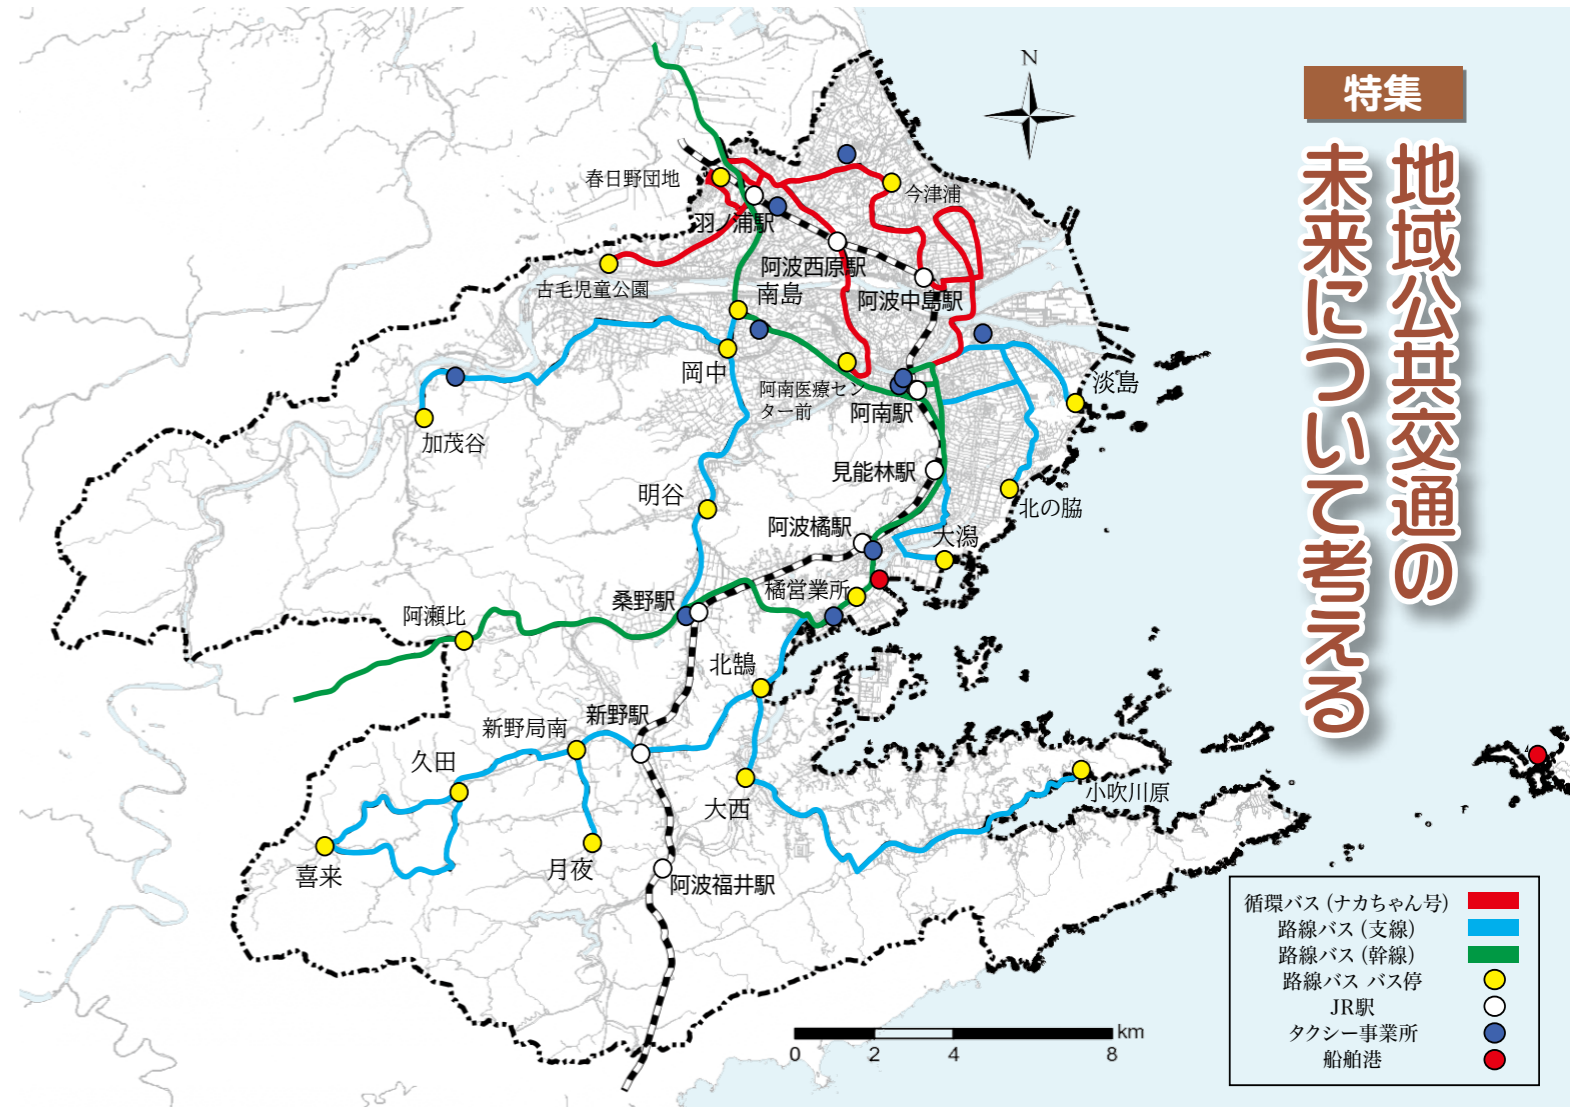 特集
地域公共交通の
未来について考える
N
春日野団地
今津浦
羽ノ浦駅
阿波西原駅
古毛児童公園
南島
阿波中島駅
岡中
阿南医療セン
ター前
阿南駅
淡島
加茂谷
見能林駅
明谷
北の脇
阿波橘駅
大潟
橘営業所
桑野駅
阿瀬比
北鵠
新野駅
新野局南
久田
大西
小吹川原
喜来
月夜
阿波福井駅
循環バス (ナカちゃん号)
路線バス (支線)
路線バス (幹線)
路線バス バス停
JR駅
タクシー事業所
船舶港
km
0 2 4 8